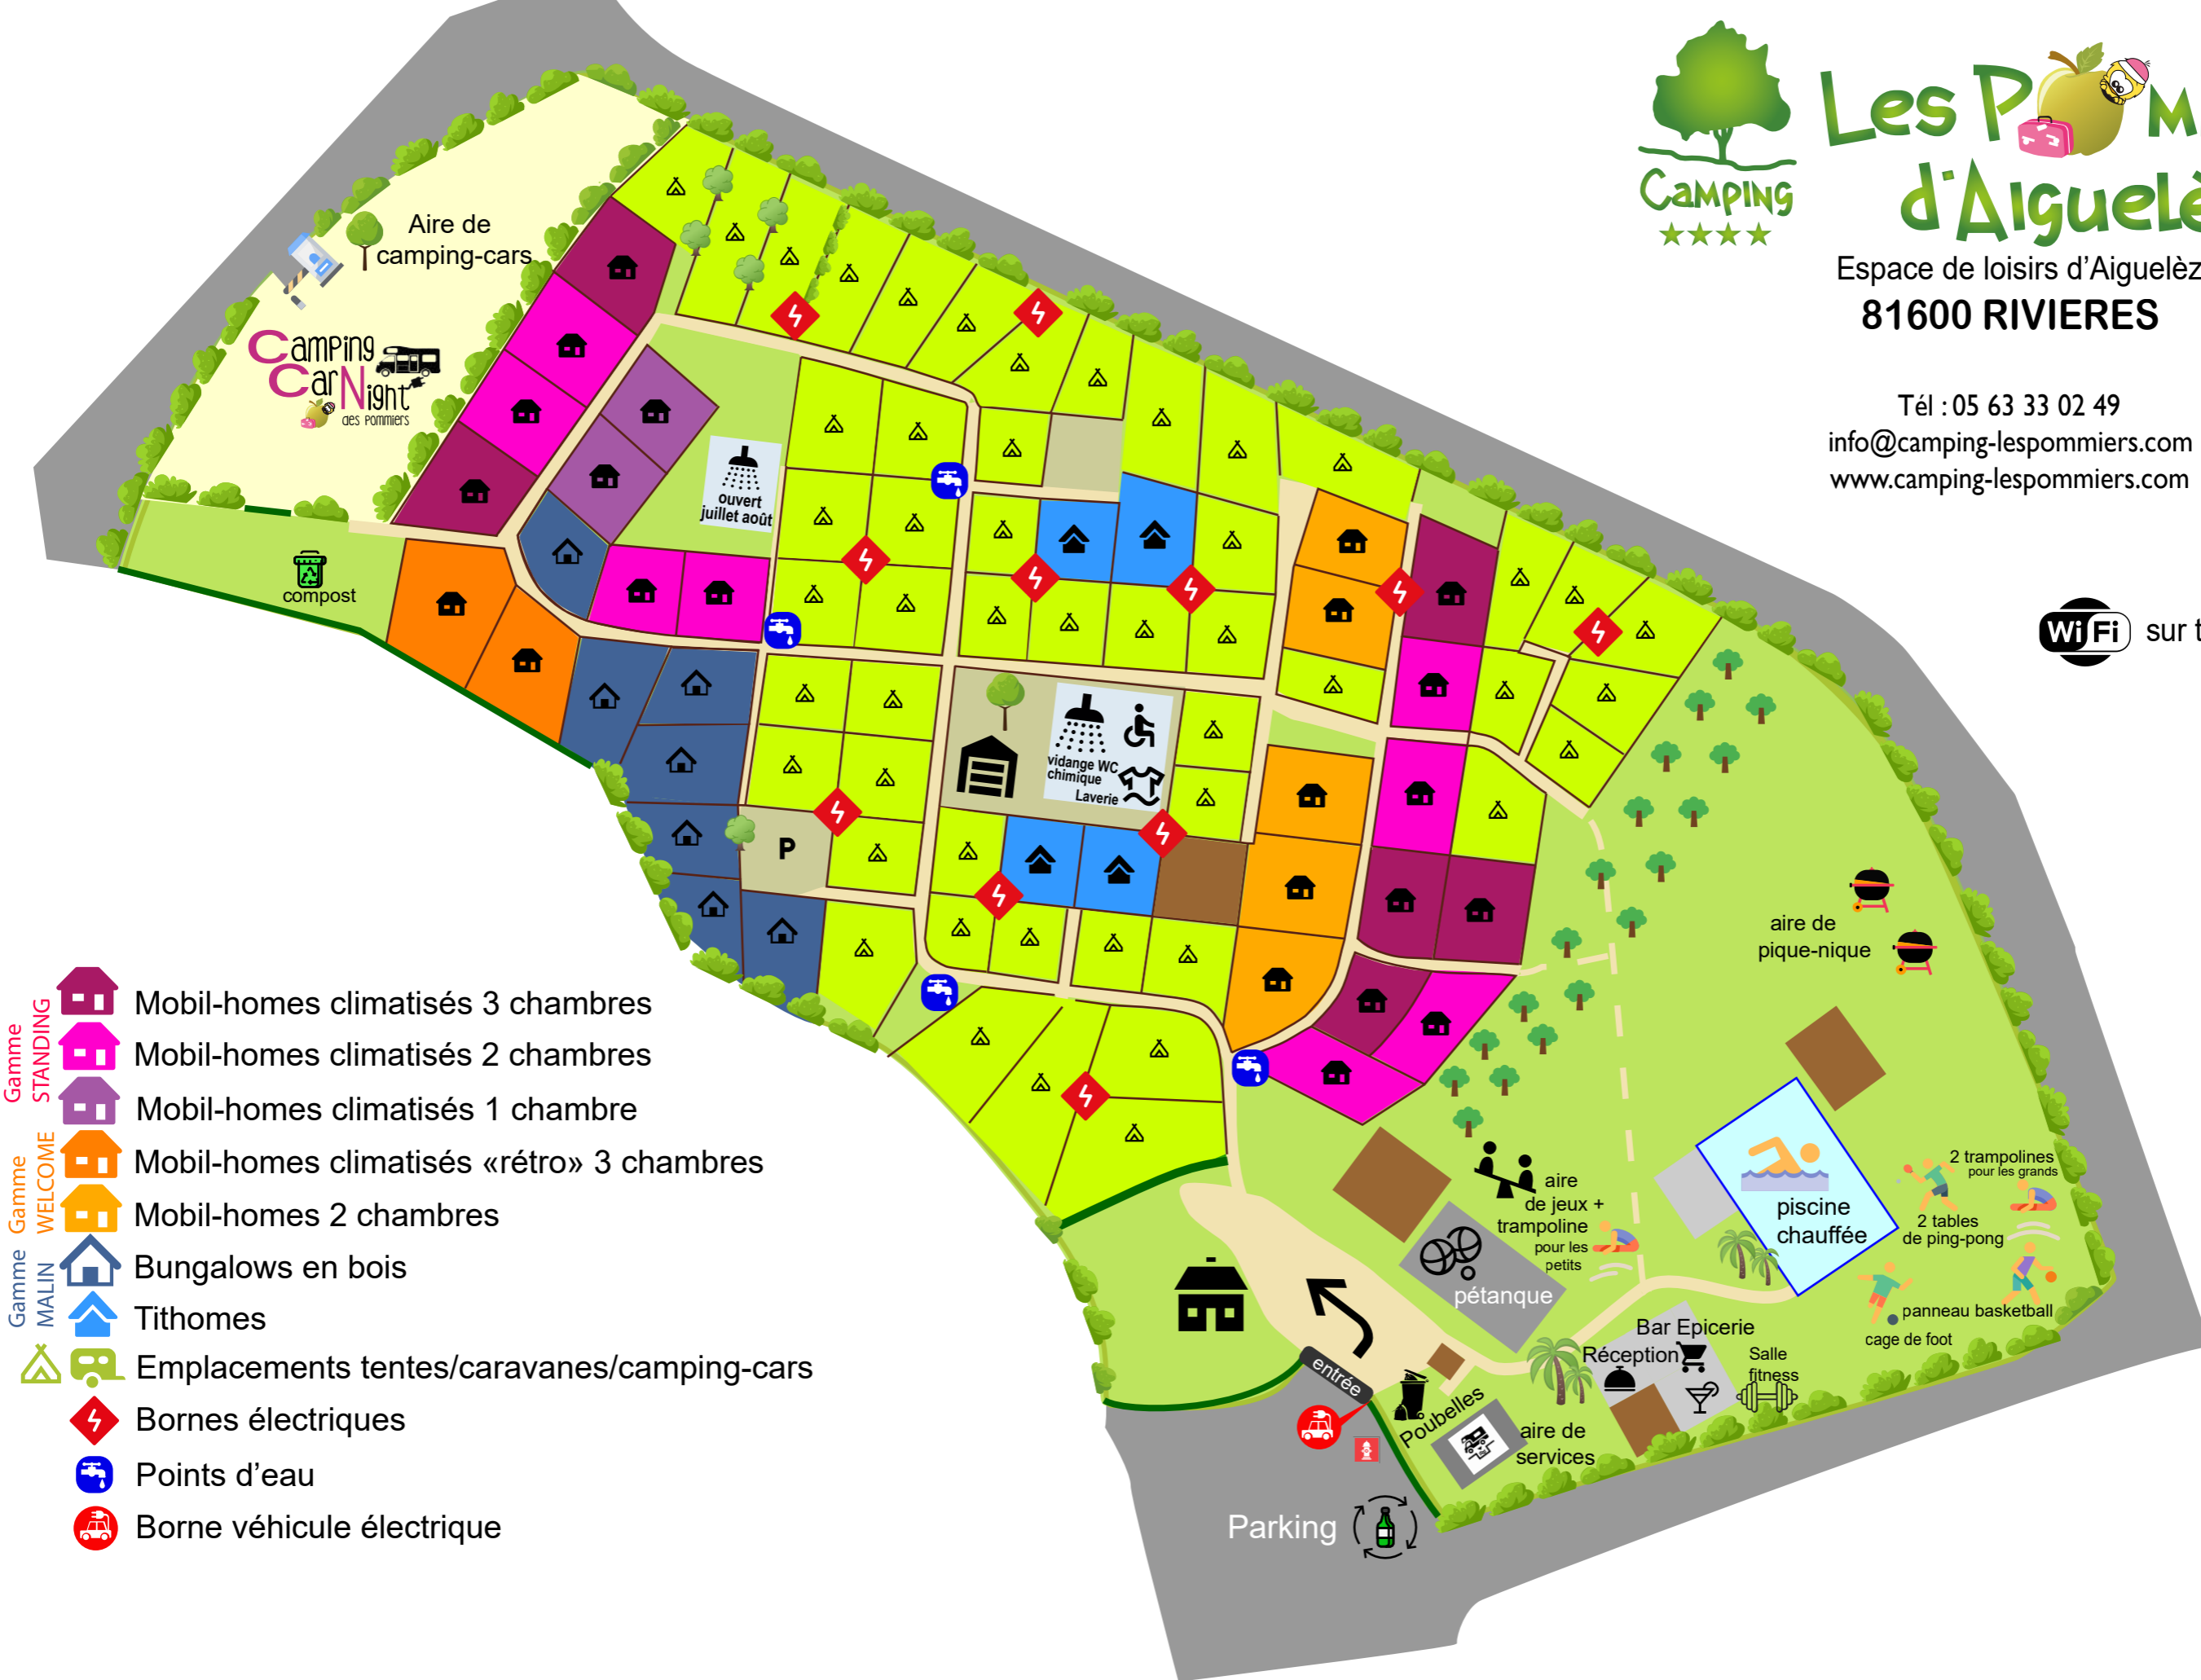 CAMPING
Les POM
d'AIGUELÈ
Espace de loisirs d'Aiguelèz
81600 RIVIERES
Tél : 05 63 33 02 49
info@camping-lespommiers.com
www.camping-lespommiers.com
WiFi sur t
Aire de
camping-cars
Camping
Car Night
des Pommiers
compost
ouvert
juillet août
vidange WC
chimique
Laverie
P
aire de
pique-nique
piscine
chauffée
2 trampolines
pour les grands
2 tables
de ping-pong
panneau basketball
cage de foot
aire
de jeux +
trampoline
pour les
petits
pétanque
Bar Epicerie
Réception
Salle
fitness
entrée
Poubelles
aire de
services
Parking
Gamme
STANDING
Mobil-homes climatisés 3 chambres
Mobil-homes climatisés 2 chambres
Mobil-homes climatisés 1 chambre
Gamme
WELCOME
Mobil-homes climatisés «rétro» 3 chambres
Mobil-homes 2 chambres
Gamme
MALIN
Bungalows en bois
Tithomes
Emplacements tentes/caravanes/camping-cars
Bornes électriques
Points d'eau
Borne véhicule électrique